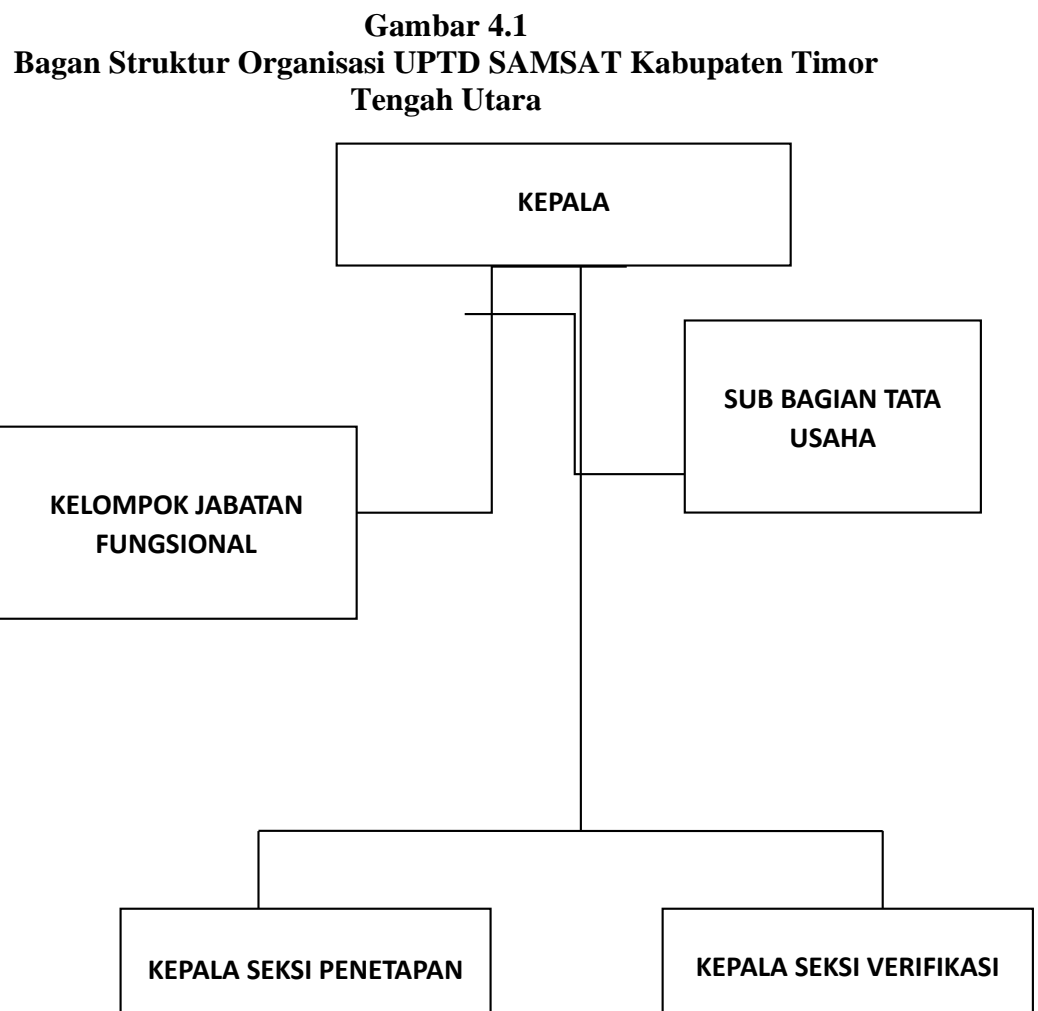 Gambar 4.1
Bagan Struktur Organisasi UPTD SAMSAT Kabupaten Timor
Tengah Utara
KEPALA
SUB BAGIAN TATA
USAHA
KELOMPOK JABATAN
FUNGSIONAL
KEPALA SEKSI PENETAPAN
KEPALA SEKSI VERIFIKASI